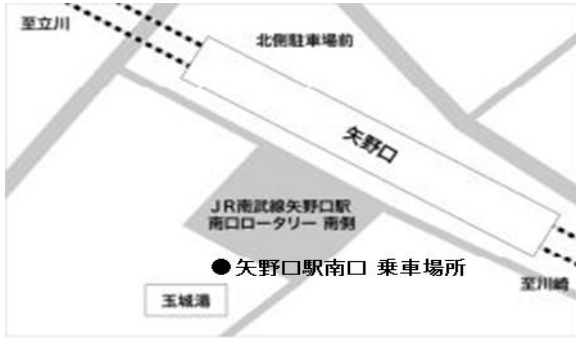 至立川
北側駐車場前
矢野口
JR南武線矢野口駅
南口ロータリー 南側
●矢野口駅南口 乗車場所
至川崎
玉城湯